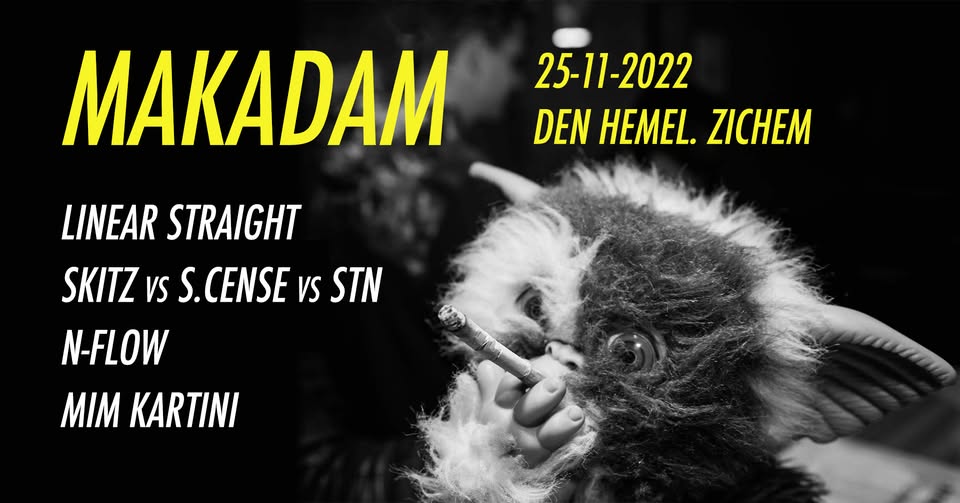 MAKADAM
25-11-2022
DEN HEMEL. ZICHEM
LINEAR STRAIGHT
SKITZ VS S.CENSE VS STN
N-FLOW
MIM KARTINI